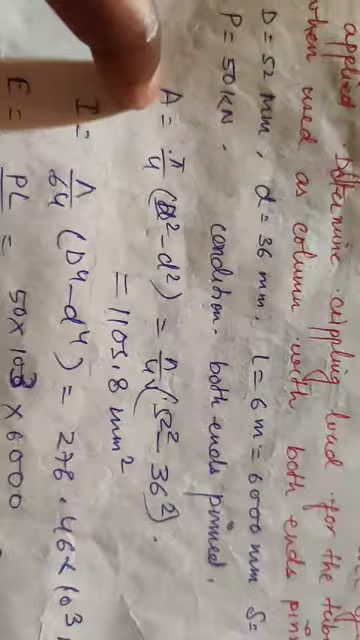 applied. Determine crippling load for the tub
when used as column with both ends pin
D = 52 mm, d = 36 mm, l = 6 m = 6000 mm S =
P = 50 KN. condition. both ends pinned.
A = π/4 (D² - d²) = π/4 (52² - 36²).
= 1105.8 mm²
I = π/64 (D⁴ - d⁴) = 278.46 × 10³
E = PL = 50 × 10³ × 6000